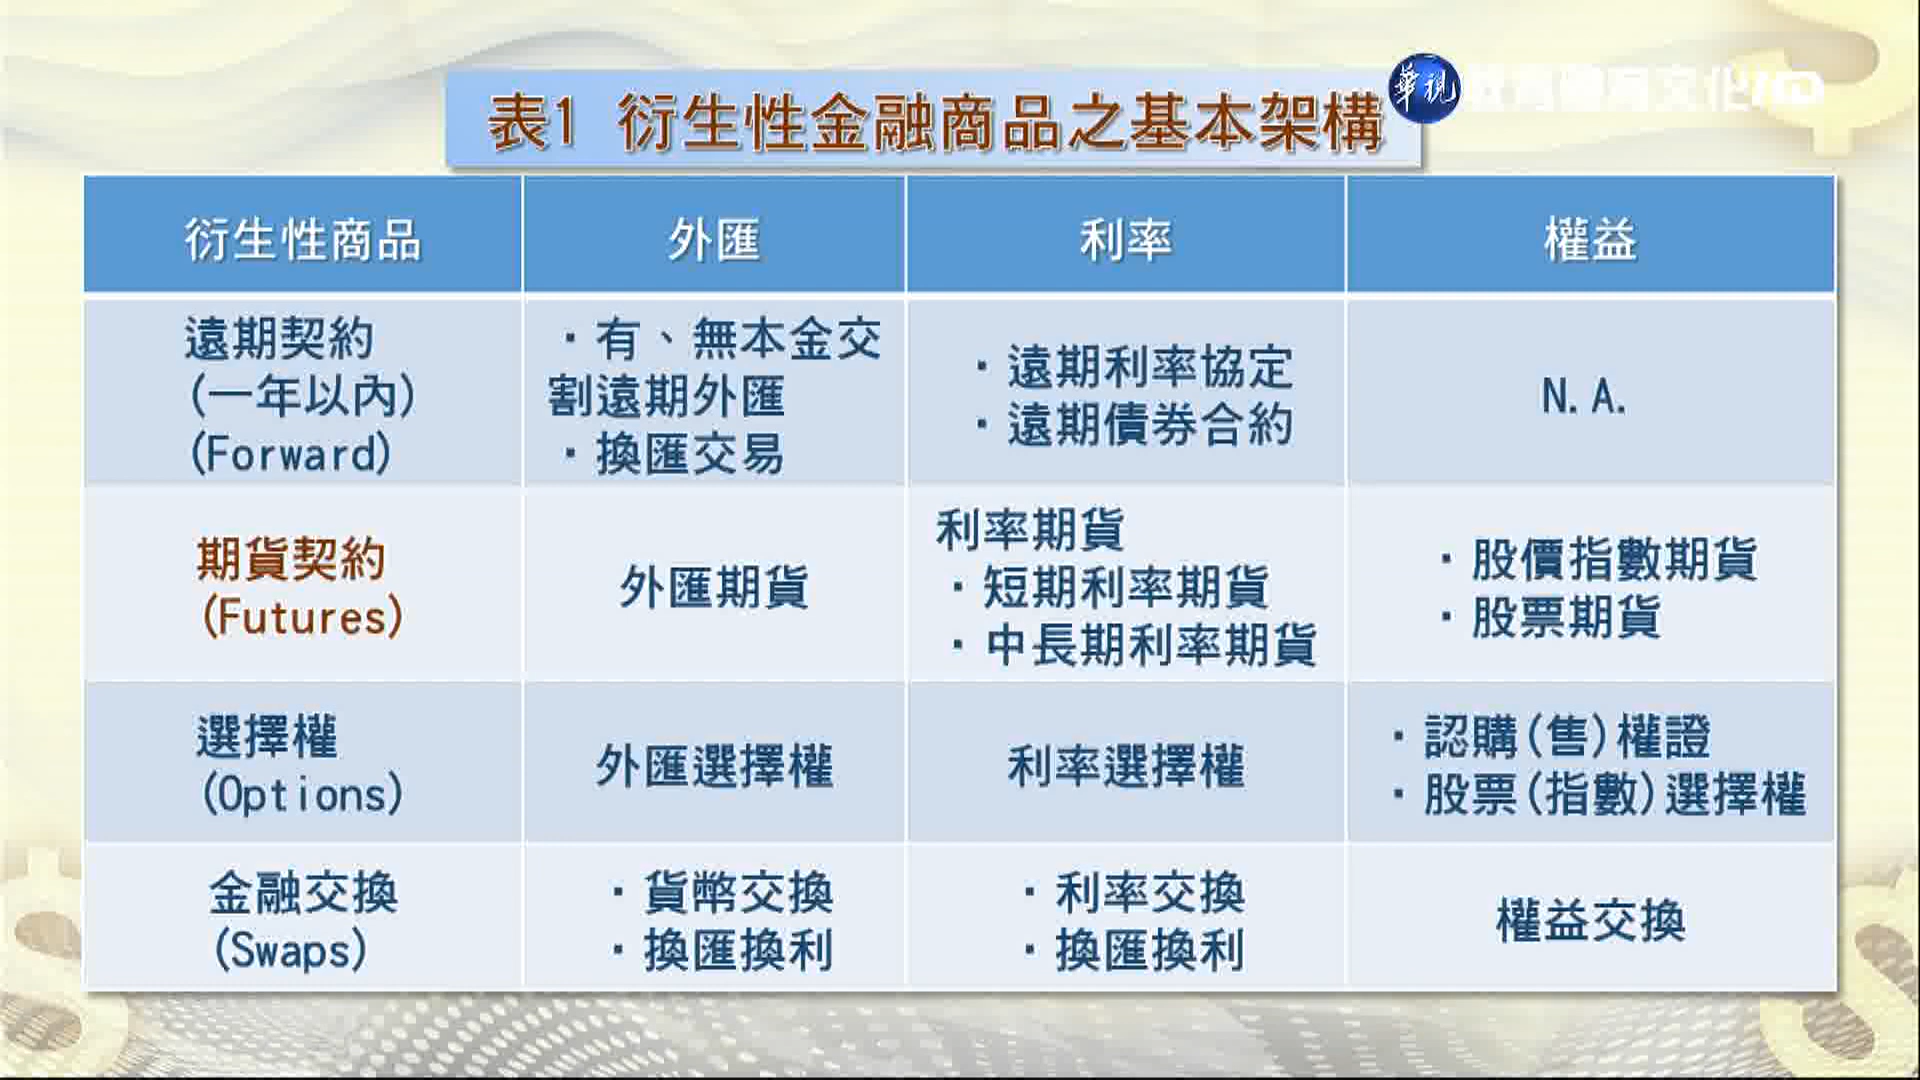 表1 衍生性金融商品之基本架構
華視
衍生性商品 外匯 利率 權益
遠期契約
(一年以內)
(Forward)
・有、無本金交
割遠期外匯
・換匯交易
・遠期利率協定
・遠期債券合約
N.A.
期貨契約
(Futures)
外匯期貨
利率期貨
・短期利率期貨
・中長期利率期貨
・股價指數期貨
・股票期貨
選擇權
(Options)
外匯選擇權
利率選擇權
・認購(售)權證
・股票(指數)選擇權
金融交換
(Swaps)
・貨幣交換
・換匯換利
・利率交換
・換匯換利
權益交換